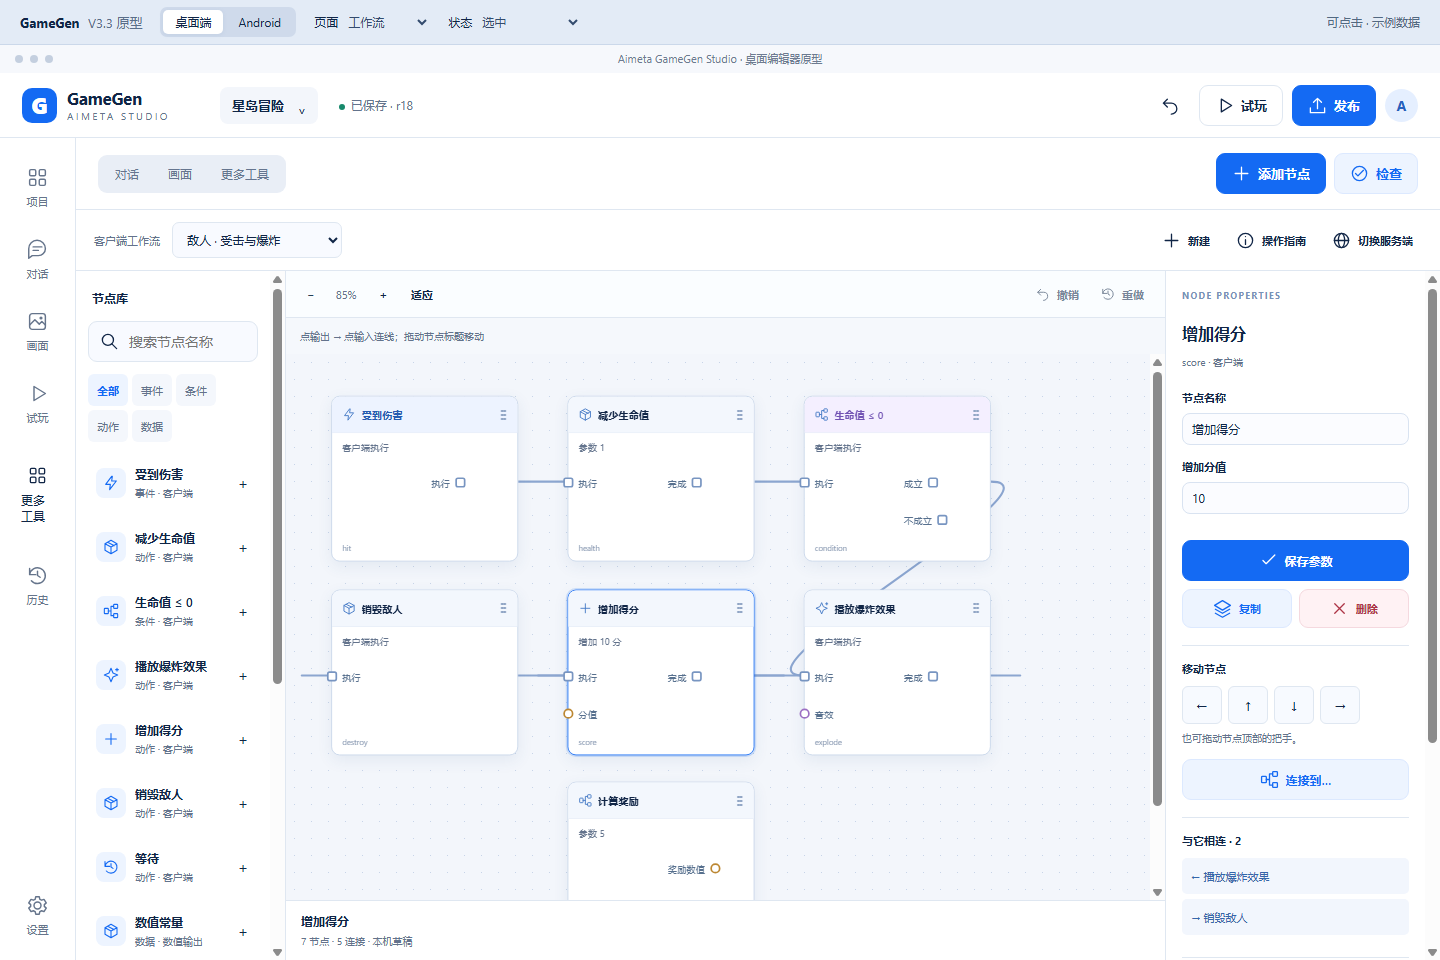 GameGen V3.3 原型 桌面端 Android 页面 工作流 状态 选中 可点击 · 示例数据
Aimeta GameGen Studio · 桌面编辑器原型
G GameGen
AIMETA STUDIO
星岛冒险 已保存 · r18 试玩 发布 A
对话 画面 更多工具 添加节点 检查
客户端工作流 敌人 · 受击与爆炸 新建 操作指南 切换服务端
项目
对话
画面
试玩
更多
工具
历史
设置
节点库
搜索节点名称
全部 事件 条件
动作 数据
受到伤害
事件 · 客户端
+
减少生命值
动作 · 客户端
+
生命值 ≤ 0
条件 · 客户端
+
播放爆炸效果
动作 · 客户端
+
增加得分
动作 · 客户端
+
销毁敌人
动作 · 客户端
+
等待
动作 · 客户端
+
数值常量
数据 · 数值输出
+
− 85% + 适应 撤销 重做
点输出 → 点输入连线；拖动节点标题移动
受到伤害
客户端执行
执行
hit
减少生命值
参数 1
执行 完成
health
生命值 ≤ 0
客户端执行
执行 成立
不成立
condition
销毁敌人
客户端执行
执行
destroy
增加得分
增加 10 分
执行 完成
分值
score
播放爆炸效果
客户端执行
执行 完成
音效
explode
计算奖励
参数 5
奖励数值
增加得分
7 节点 · 5 连接 · 本机草稿
NODE PROPERTIES
增加得分
score · 客户端
节点名称
增加得分
增加分值
10
保存参数
复制 删除
移动节点
← ↑ ↓ →
也可拖动节点顶部的把手。
连接到...
与它相连 · 2
← 播放爆炸效果
→ 销毁敌人